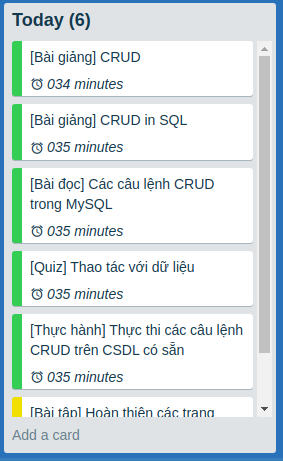 Today (6)
[Bài giảng] CRUD
034 minutes
[Bài giảng] CRUD in SQL
035 minutes
[Bài đọc] Các câu lệnh CRUD
trong MySQL
035 minutes
[Quiz] Thao tác với dữ liệu
035 minutes
[Thực hành] Thực thi các câu lệnh
CRUD trên CSDL có sẵn
035 minutes
[Bài tập] Hoàn thiện các trang
Add a card